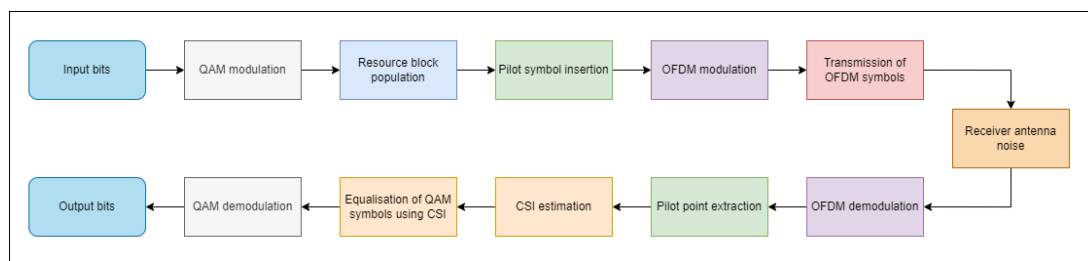 Input bits
QAM modulation
Resource block
population
Pilot symbol insertion
OFDM modulation
Transmission of
OFDM symbols
Receiver antenna
noise
OFDM demodulation
Pilot point extraction
CSI estimation
Equalisation of QAM
symbols using CSI
QAM demodulation
Output bits